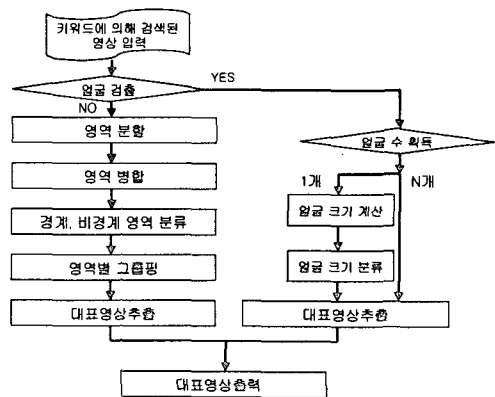 키워드에 의해 검색된
영상 입력
얼굴 검출
YES
NO
영역 분할
얼굴 수 획득
영역 병합
1개
N개
경계, 비경계 영역 분류
얼굴 크기 계산
영역별 그룹핑
얼굴 크기 분류
대표영상추출
대표영상추출
대표영상출력